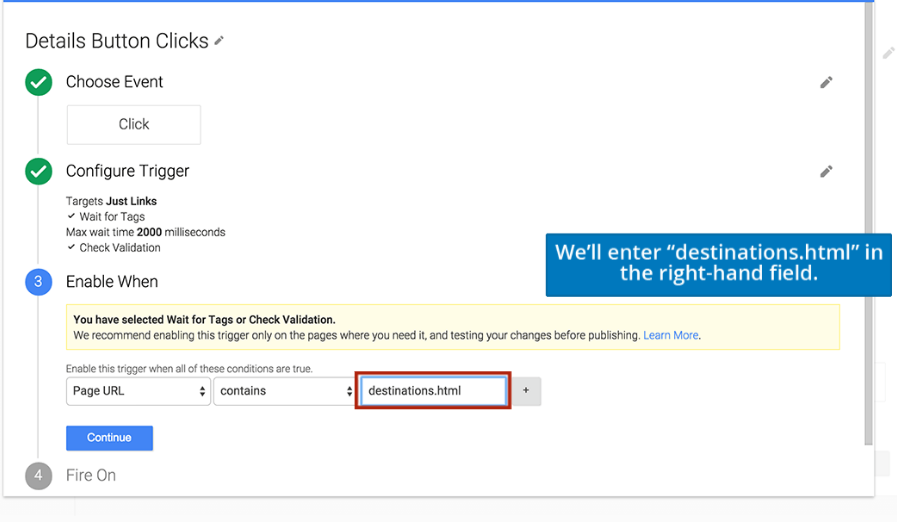 Details Button Clicks
Choose Event
Click
Configure Trigger
Targets Just Links
✓ Wait for Tags
Max wait time 2000 milliseconds
✓ Check Validation
We'll enter “destinations.html” in
the right-hand field.
3 Enable When
You have selected Wait for Tags or Check Validation.
We recommend enabling this trigger only on the pages where you need it, and testing your changes before publishing. Learn More.
Enable this trigger when all of these conditions are true.
Page URL contains destinations.html +
Continue
4 Fire On